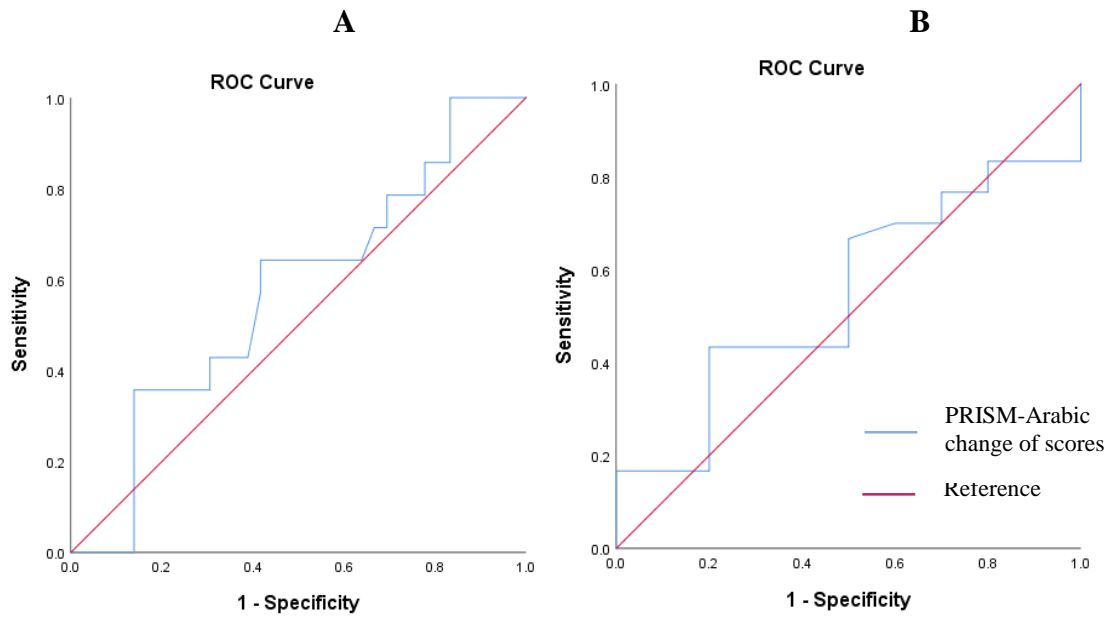 A
B
ROC Curve
1.0
0.8
0.6
0.4
0.2
0.0
Sensitivity
0.0 0.2 0.4 0.6 0.8 1.0
1 - Specificity
ROC Curve
1.0
0.8
0.6
0.4
0.2
0.0
Sensitivity
0.0 0.2 0.4 0.6 0.8 1.0
1 - Specificity
PRISM-Arabic
change of scores
Reference